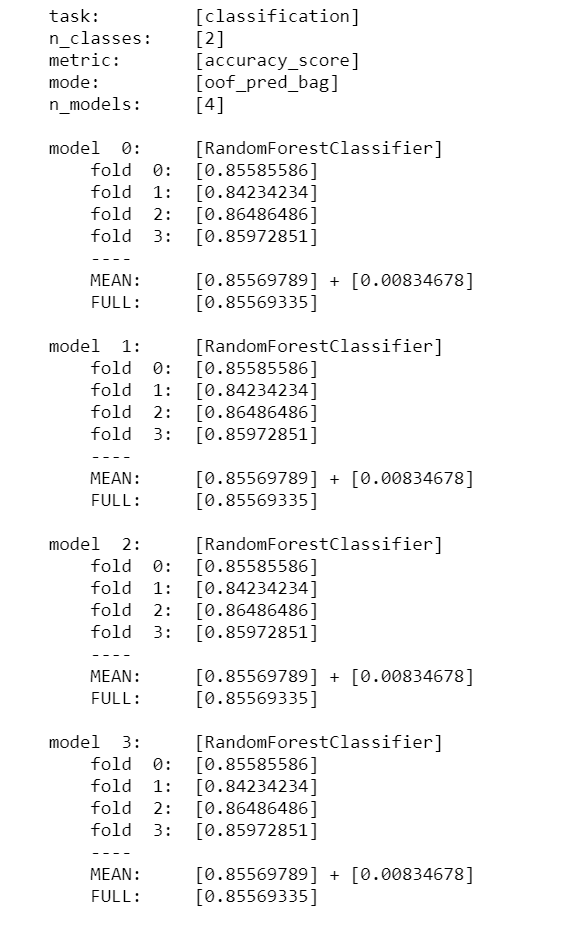 task:         [classification]
n_classes:    [2]
metric:       [accuracy_score]
mode:         [oof_pred_bag]
n_models:     [4]

model  0:     [RandomForestClassifier]
    fold  0:  [0.85585586]
    fold  1:  [0.84234234]
    fold  2:  [0.86486486]
    fold  3:  [0.85972851]
    ----
    MEAN:     [0.85569789] + [0.00834678]
    FULL:     [0.85569335]

model  1:     [RandomForestClassifier]
    fold  0:  [0.85585586]
    fold  1:  [0.84234234]
    fold  2:  [0.86486486]
    fold  3:  [0.85972851]
    ----
    MEAN:     [0.85569789] + [0.00834678]
    FULL:     [0.85569335]

model  2:     [RandomForestClassifier]
    fold  0:  [0.85585586]
    fold  1:  [0.84234234]
    fold  2:  [0.86486486]
    fold  3:  [0.85972851]
    ----
    MEAN:     [0.85569789] + [0.00834678]
    FULL:     [0.85569335]

model  3:     [RandomForestClassifier]
    fold  0:  [0.85585586]
    fold  1:  [0.84234234]
    fold  2:  [0.86486486]
    fold  3:  [0.85972851]
    ----
    MEAN:     [0.85569789] + [0.00834678]
    FULL:     [0.85569335]